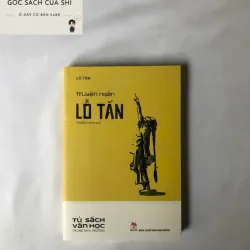 GÓC SÁCH CỦA SHI
Ở ĐÂY CÓ BÁN SÁCH
LỖ TẤN
Truyện ngắn
LỖ TẤN
TỦ SÁCH
VĂN HỌC
TRONG NHÀ TRƯỜNG